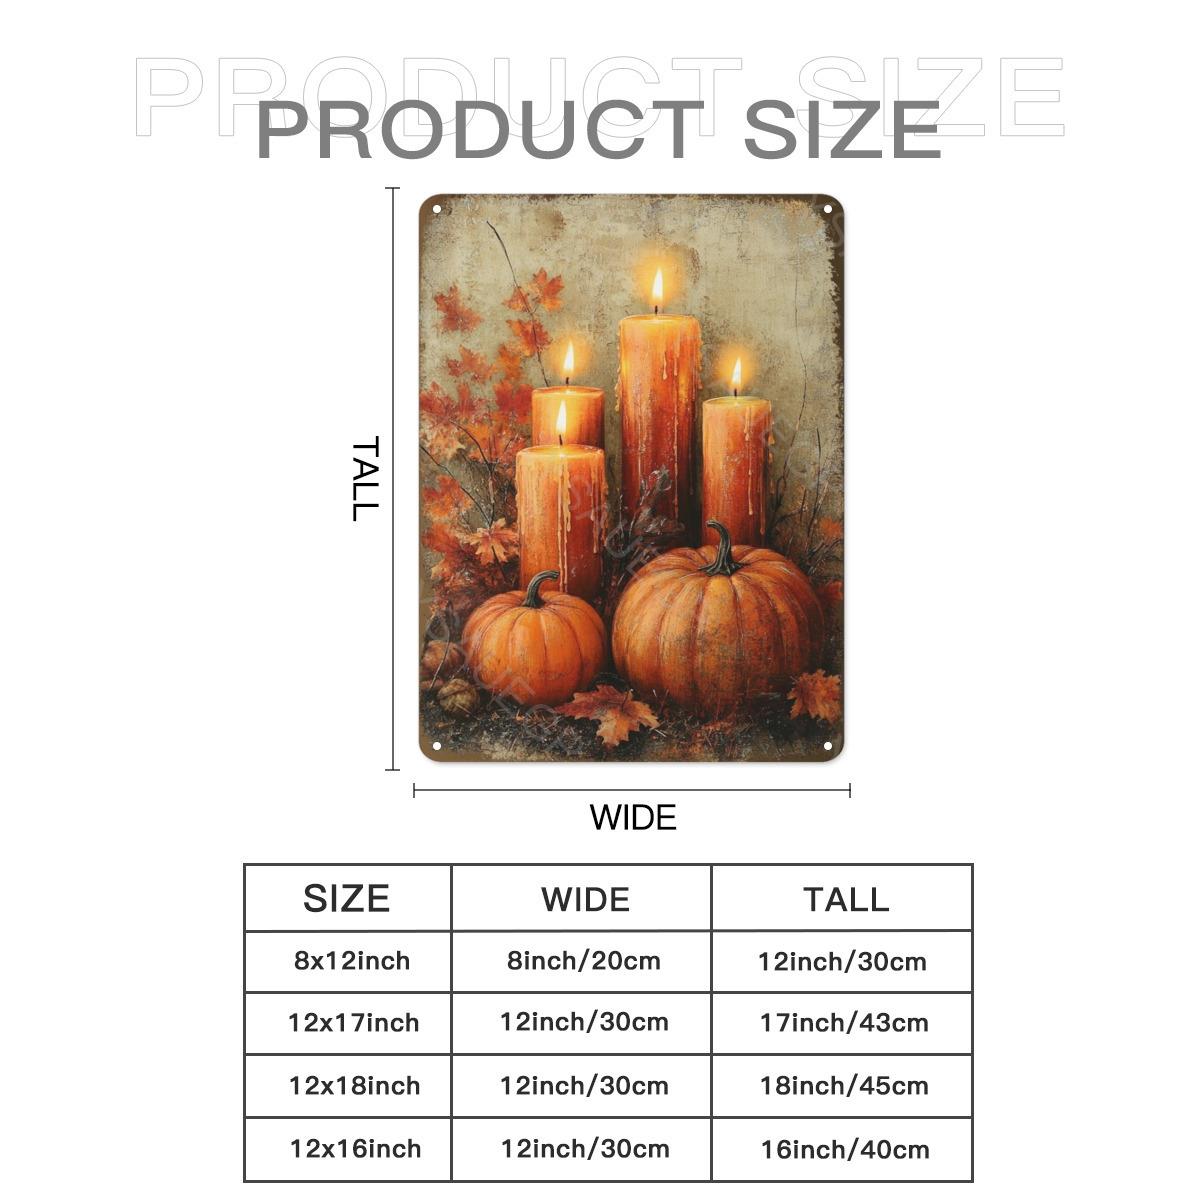 PRODUCT SIZE
PRODUCT SIZE
TALL
WIDE
SIZE WIDE TALL
8x12inch 8inch/20cm 12inch/30cm
12x17inch 12inch/30cm 17inch/43cm
12x18inch 12inch/30cm 18inch/45cm
12x16inch 12inch/30cm 16inch/40cm